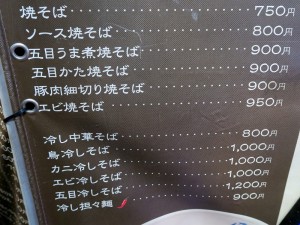 焼そば 750円
ソース焼そば 800円
五目うま煮焼そば 900円
五目かた焼そば 900円
豚肉細切り焼そば 900円
エビ焼そば 950円
冷し中華そば 800円
鳥冷しそば 1,000円
カニ冷しそば 1,000円
エビ冷しそば 1,000円
五目冷しそば 1,200円
冷し担々麺 900円